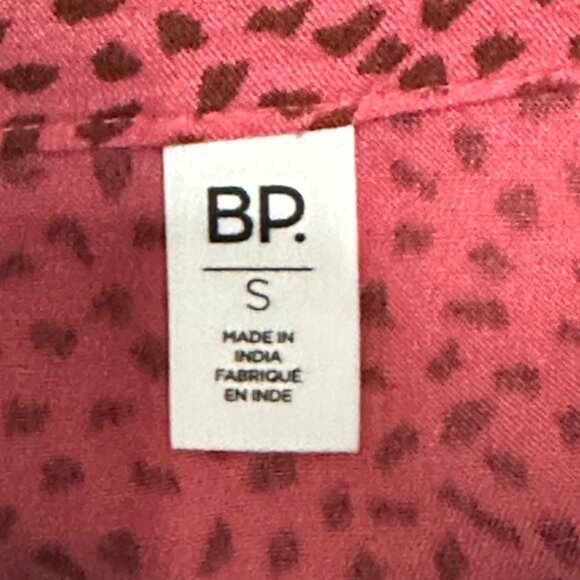 BP.
S
MADE IN
INDIA
FABRIQUÉ
EN INDE